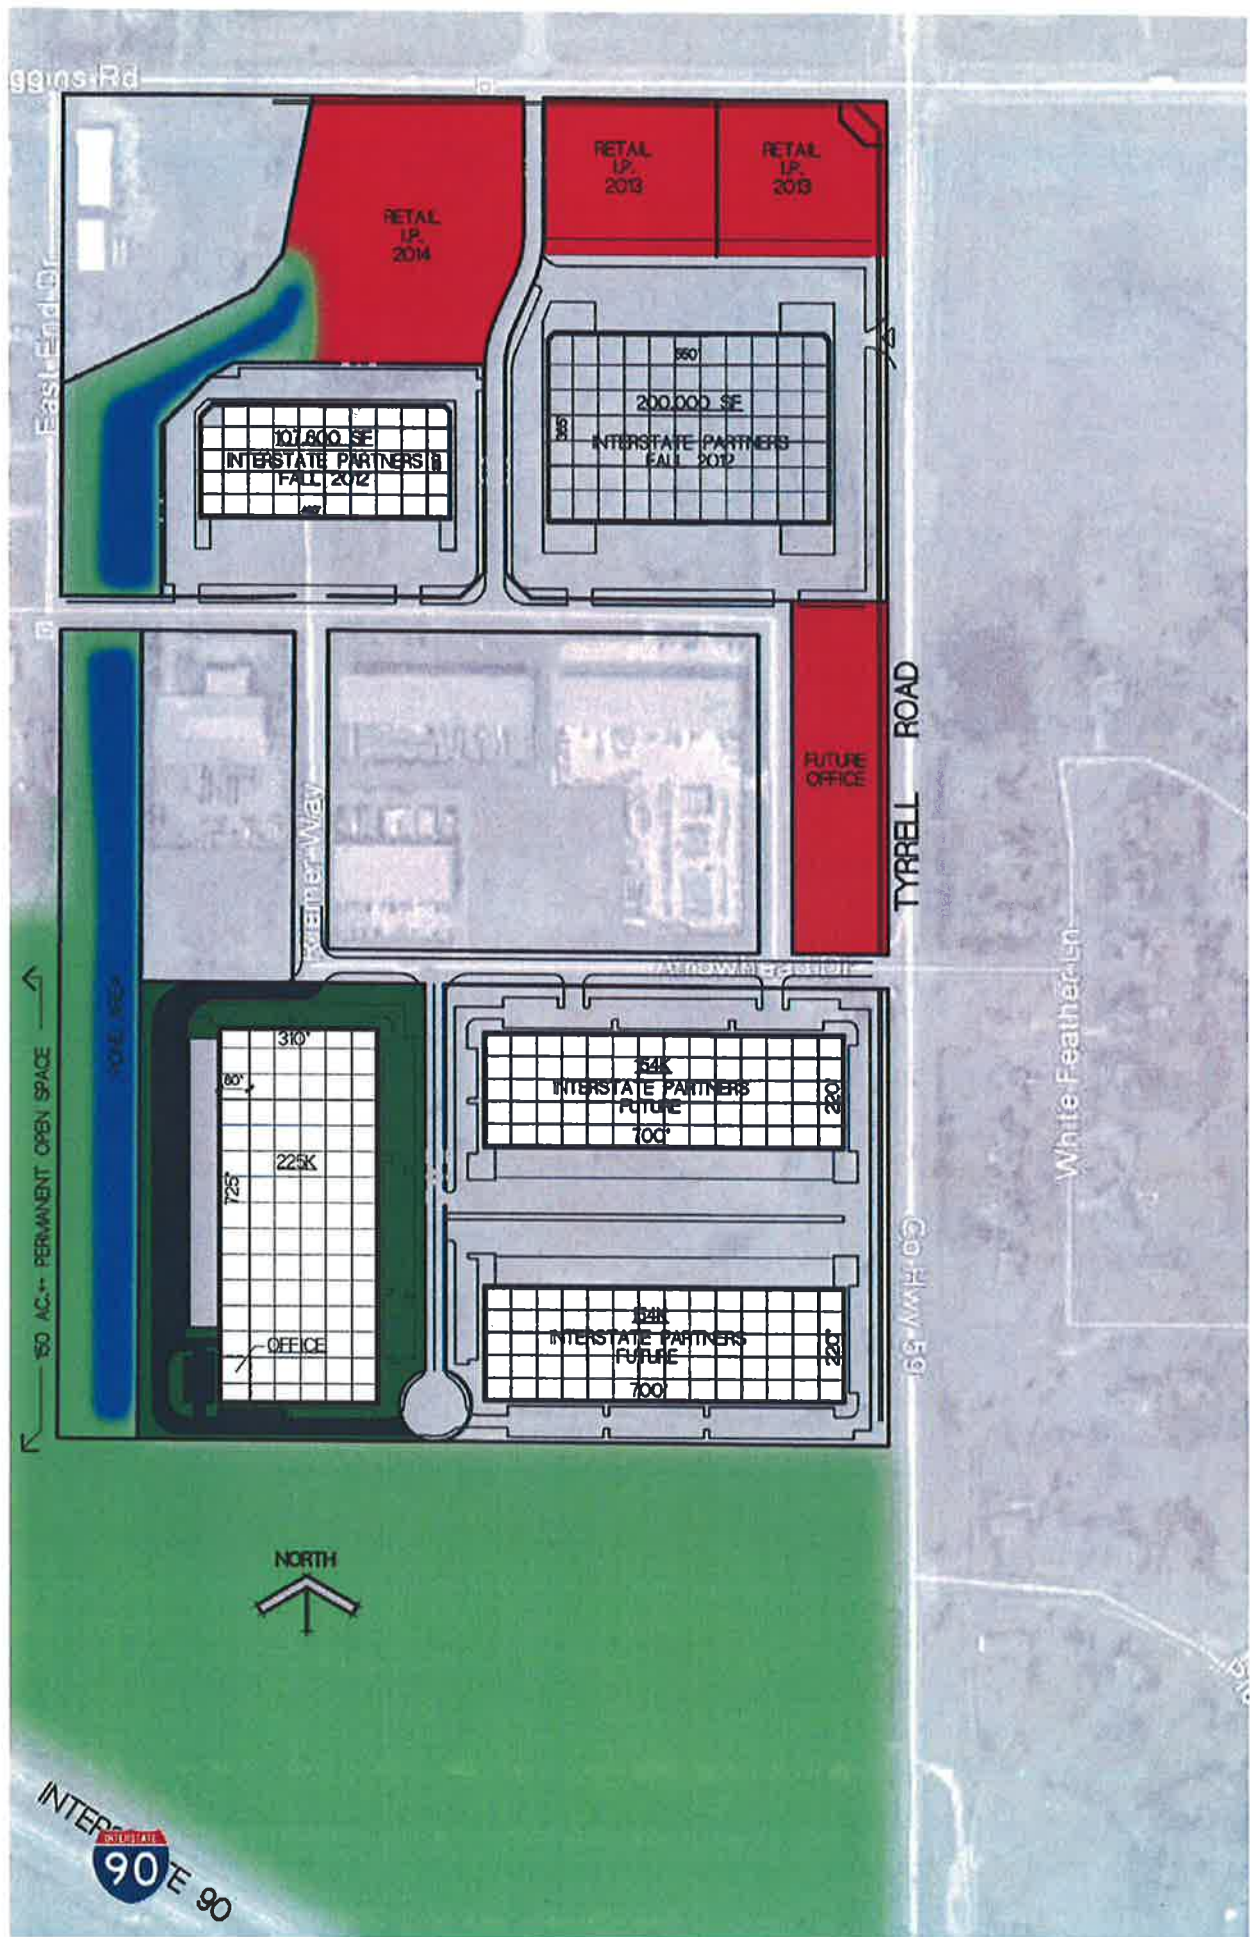 ggins Rd
RETAIL
I.P.
2014
RETAIL
I.P.
2013
RETAIL
I.P.
2013
East End Dr
107,600 SF
INTERSTATE PARTNERS
FALL 2012
550'
365'
200,000 SF
INTERSTATE PARTNERS
FALL 2012
FUTURE
OFFICE
TYRRELL ROAD
Way
White Feather Ln
Co Hwy 59
150 AC.++ PERMANENT OPEN SPACE
POND AREA
310'
80'
225K
725'
OFFICE
154K
INTERSTATE PARTNERS
FUTURE
700'
220'
154K
INTERSTATE PARTNERS
FUTURE
700'
220'
NORTH
INTERSTATE
90
E 90